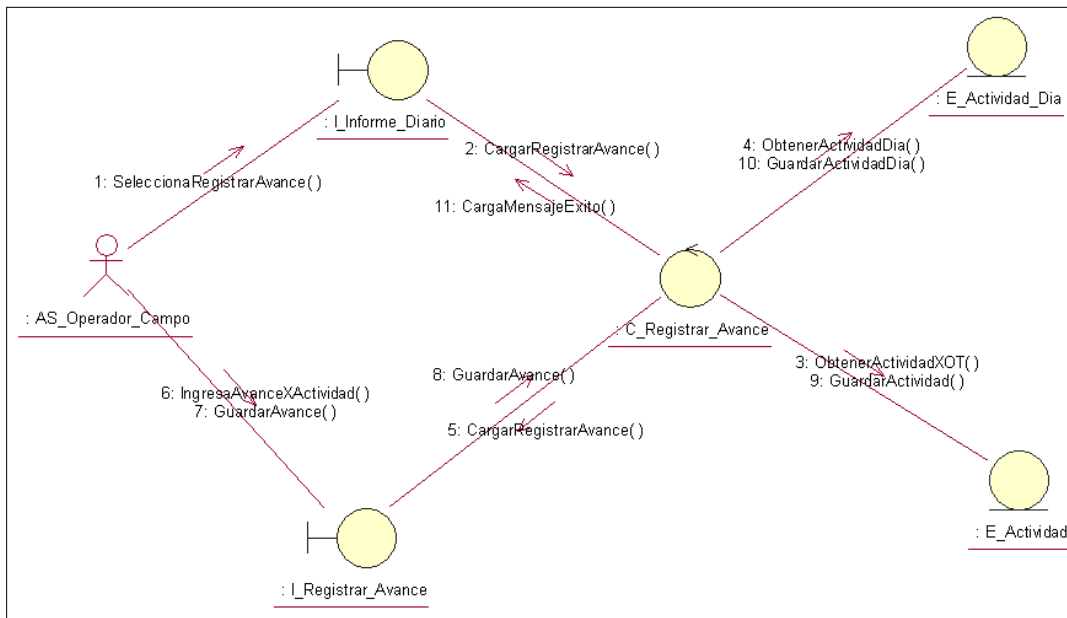 : E_Actividad_Dia
: I_Informe_Diario
2: CargarRegistrarAvance( )
4: ObtenerActividadDia( )
10: GuardarActividadDia( )
1: SeleccionaRegistrarAvance( )
11: CargaMensajeExito( )
: AS_Operador_Campo
: C_Registrar_Avance
3: ObtenerActividadXOT( )
9: GuardarActividad( )
8: GuardarAvance( )
6: IngresaAvanceXActividad( )
7: GuardarAvance( )
5: CargarRegistrarAvance( )
: E_Actividad
: I_Registrar_Avance